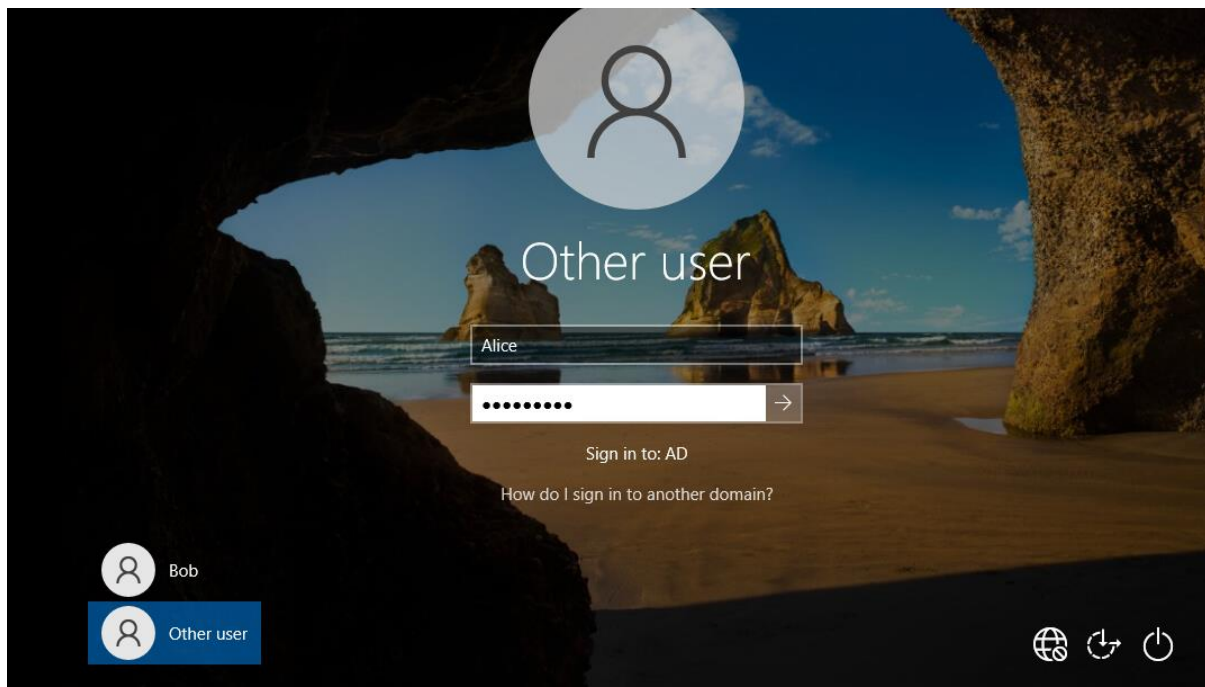 Other user
Alice
•••••••••
Sign in to: AD
How do I sign in to another domain?
Bob
Other user